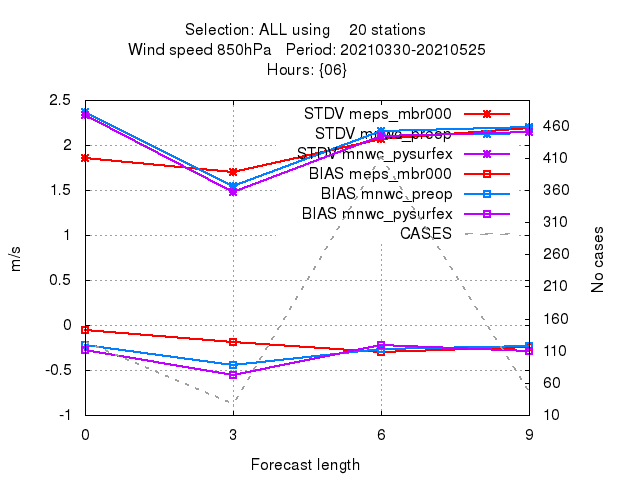 Selection: ALL using    20 stations
Wind speed 850hPa   Period: 20210330-20210525
Hours: {06}
STDV meps_mbr000
STDV mnwc_preop
STDV mnwc_pysurfex
BIAS meps_mbr000
BIAS mnwc_preop
BIAS mnwc_pysurfex
CASES
m/s
2.5
2
1.5
1
0.5
0
-0.5
-1
460
410
360
310
260
210
160
110
60
10
No cases
0 3 6 9
Forecast length